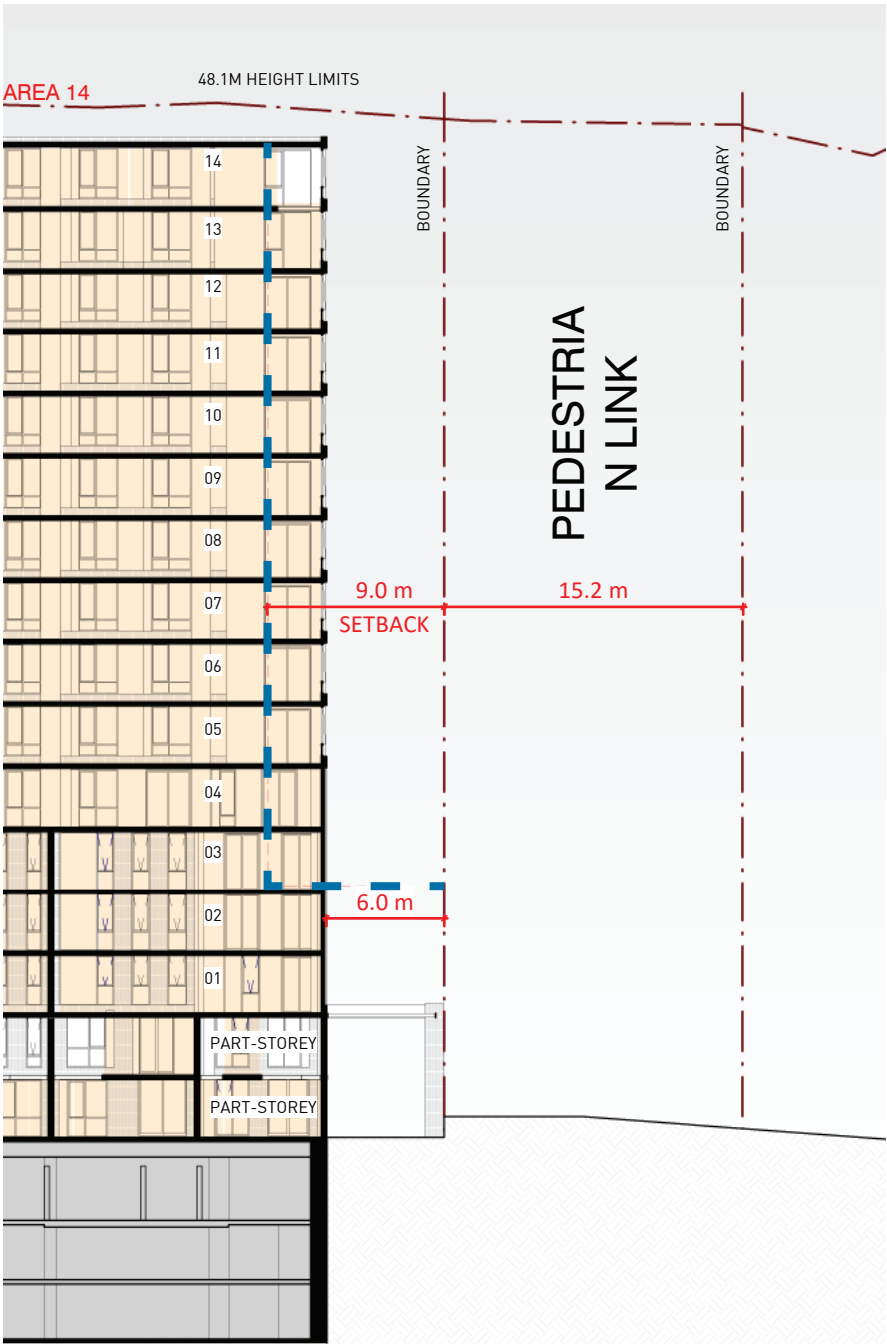 48.1M HEIGHT LIMITS
AREA 14
BOUNDARY
BOUNDARY
14
13
12
11
10
09
08
07
06
05
04
03
02
01
PEDESTRIA
N LINK
9.0 m
15.2 m
SETBACK
6.0 m
PART-STOREY
PART-STOREY